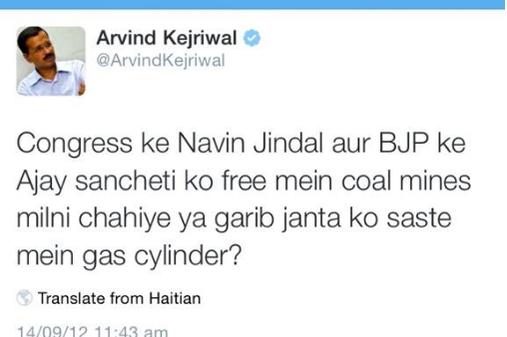 Arvind Kejriwal
@ArvindKejriwal
Congress ke Navin Jindal aur BJP ke
Ajay sancheti ko free mein coal mines
milni chahiye ya garib janta ko saste
mein gas cylinder?
Translate from Haitian
14/09/12 11:43 am